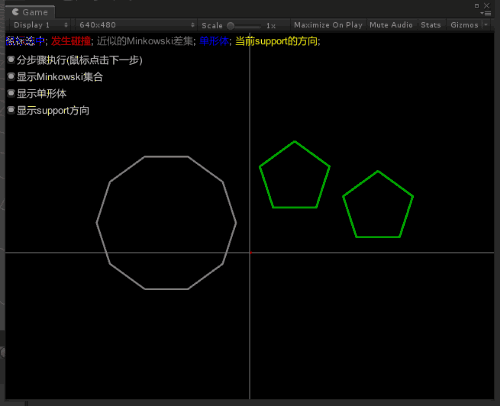 Game
Display 1 640x480 Scale 1x Maximize On Play Mute Audio Stats Gizmos
鼠标选中; 发生碰撞; 近似的Minkowski差集; 单形体; 当前support的方向;
分步骤执行(鼠标点击下一步)
显示Minkowski集合
显示单形体
显示support方向